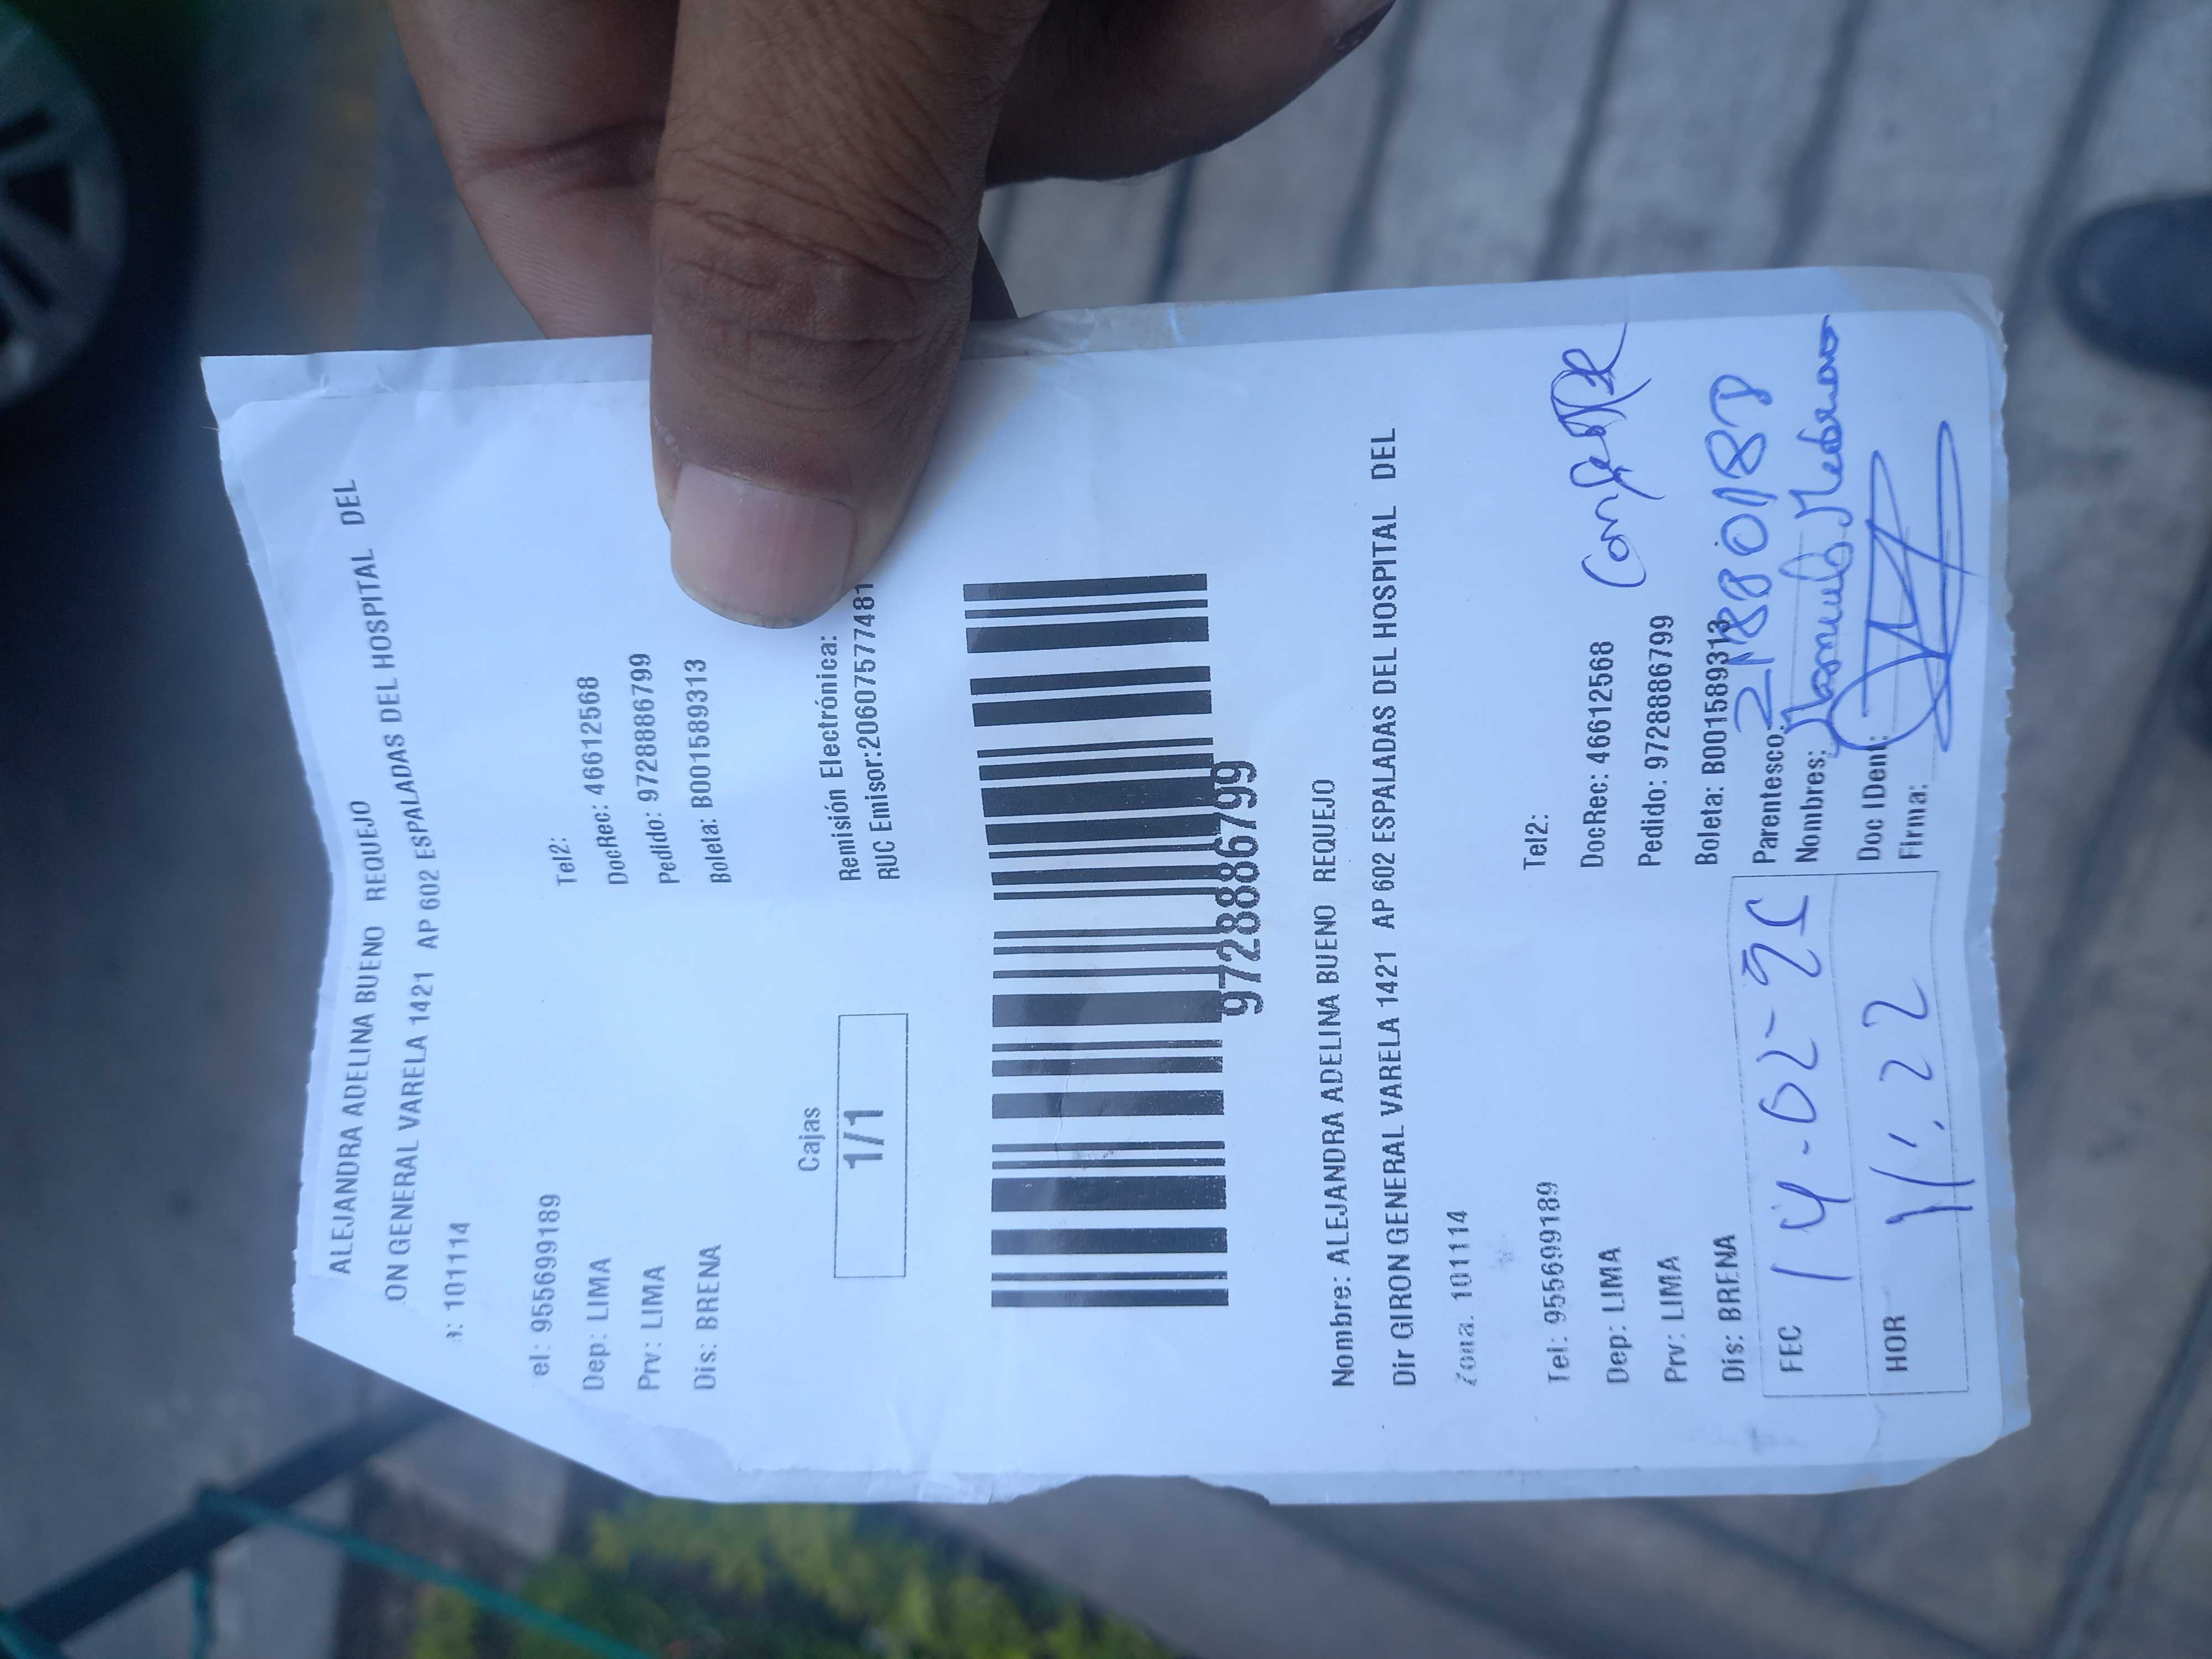 ALEJANDRA ADELINA BUENO REQUEJO
ON GENERAL VARELA 1421 AP 602 ESPALADAS DEL HOSPITAL DEL
a: 101114
el: 955699189 Tel2:
Dep: LIMA DocRec: 46612568
Prv: LIMA Pedido: 9728886799
Dis: BRENA Boleta: B001589313
Cajas
1/1
Remisión Electrónica:
RUC Emisor:20607577481
9728886799
Nombre: ALEJANDRA ADELINA BUENO REQUEJO
Dir GIRON GENERAL VARELA 1421 AP 602 ESPALADAS DEL HOSPITAL DEL
Zona. 101114
Tel: 955699189 Tel2:
Dep: LIMA DocRec: 46612568
Prv: LIMA Pedido: 9728886799
Dis: BRENA Boleta: B001589313
FEC 14-02-25 Parentesco:
Nombres:
HOR 11:22 Doc IDent:
Firma: